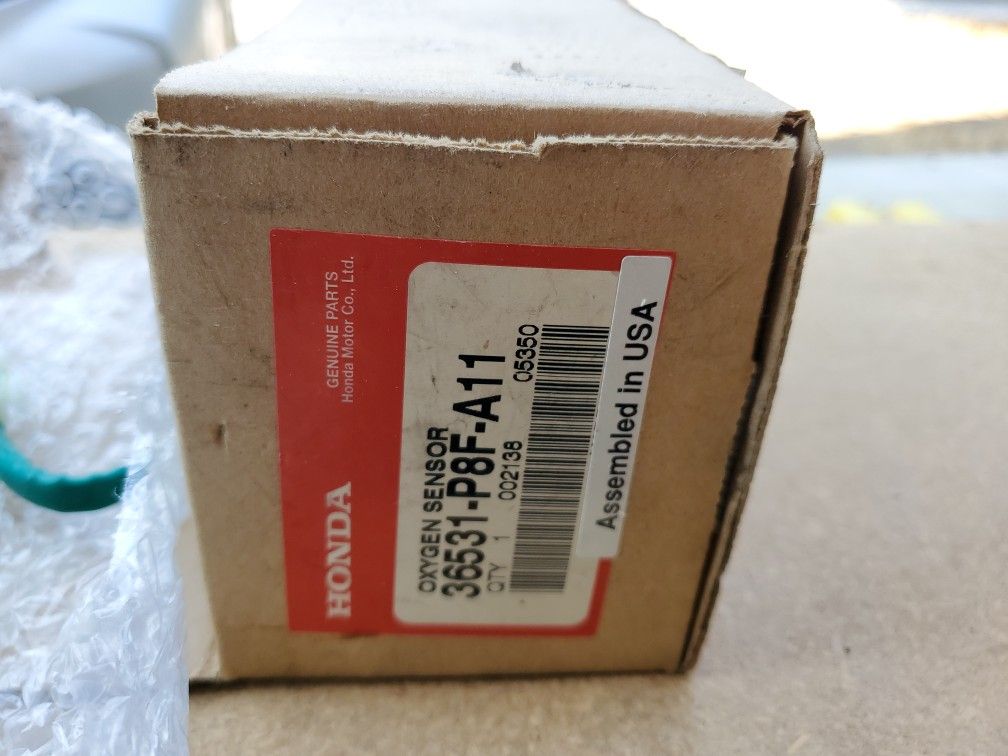 HONDA
GENUINE PARTS
Honda Motor Co., Ltd.
OXYGEN SENSOR
36531-P8F-A11
QTY 1 002138 05350
Assembled in USA